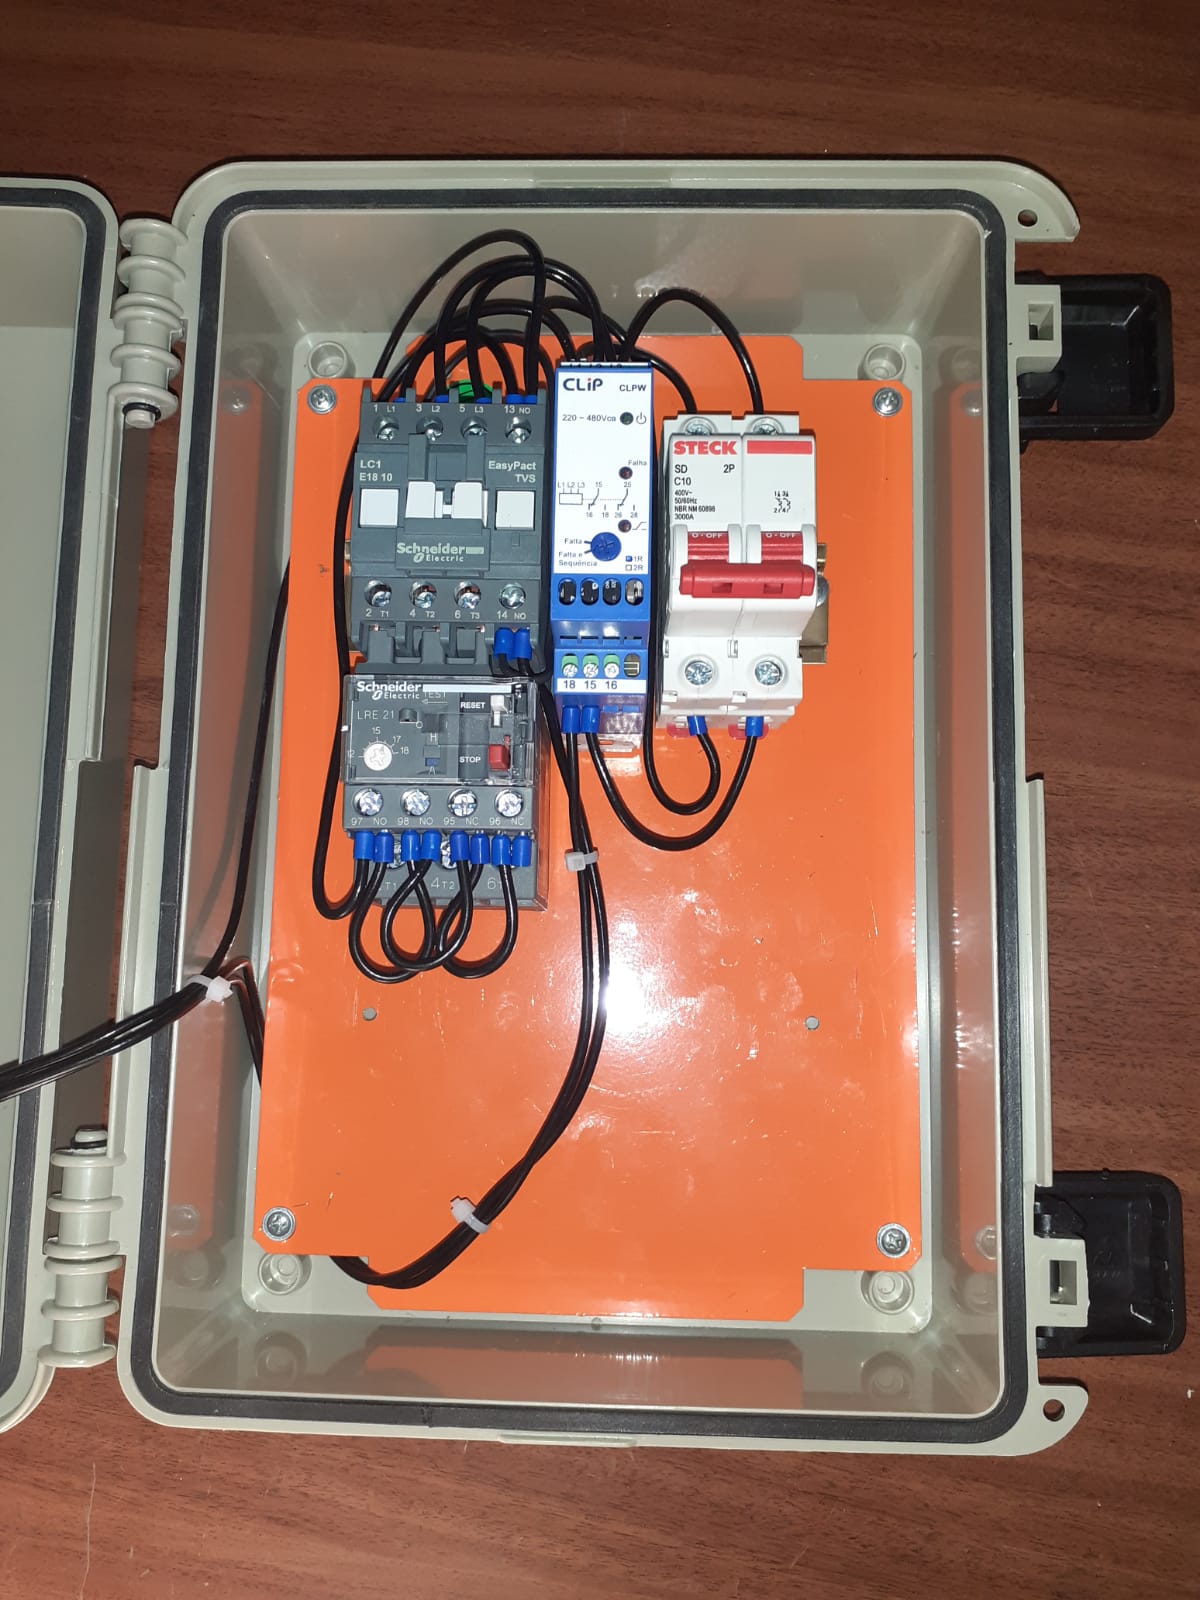 1 L1 3 L2 5 L3 13 NO
LC1
E18 10
EasyPact
TVS
Schneider
Electric
2 T1 4 T2 6 T3 14 NO
Schneider
Electric
TEST
RESET
LRE 21
15
17
12
18
H
A
STOP
97 NO 98 NO 95 NC 96 NC
T1 4 T2 6
CLIP
CLPW
220 ~ 480Vca
Falha
L1 L2 L3 15 25
16 18 26 28
Falta
Falta e
Sequência
1R
2R
18 15 16
STECK
SD 2P
C10
400V~
50/60Hz
NBR NM 60898
3000A
O - OFF O - OFF